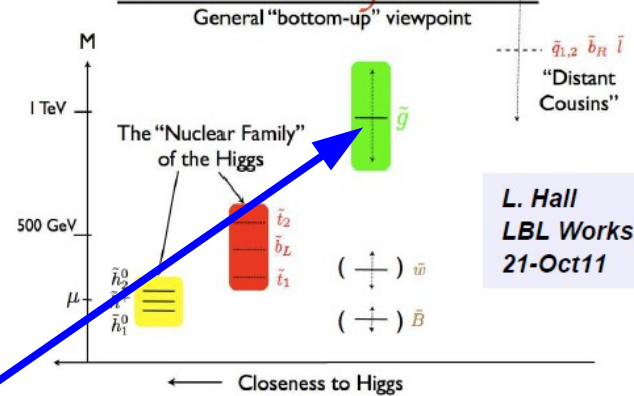 General “bottom-up” viewpoint
M
q̃1,2 b̃R l̃
“Distant
Cousins”
1 TeV
g̃
The “Nuclear Family”
of the Higgs
L. Hall
LBL Works
21-Oct11
500 GeV
t̃2
b̃L
t̃1
h̃⁰2
μ
h̃⁰1
( ) w̃
( ) B̃
Closeness to Higgs